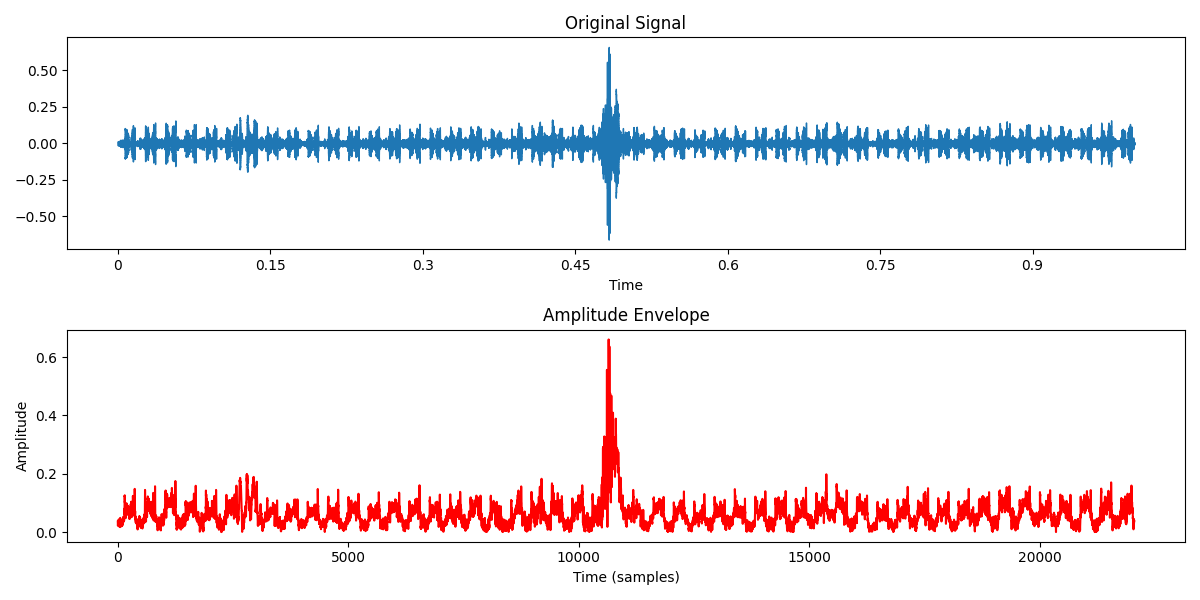 Original Signal
0.50
0.25
0.00
−0.25
−0.50
0 0.15 0.3 0.45 0.6 0.75 0.9
Time
Amplitude Envelope
Amplitude
0.6
0.4
0.2
0.0
0 5000 10000 15000 20000
Time (samples)